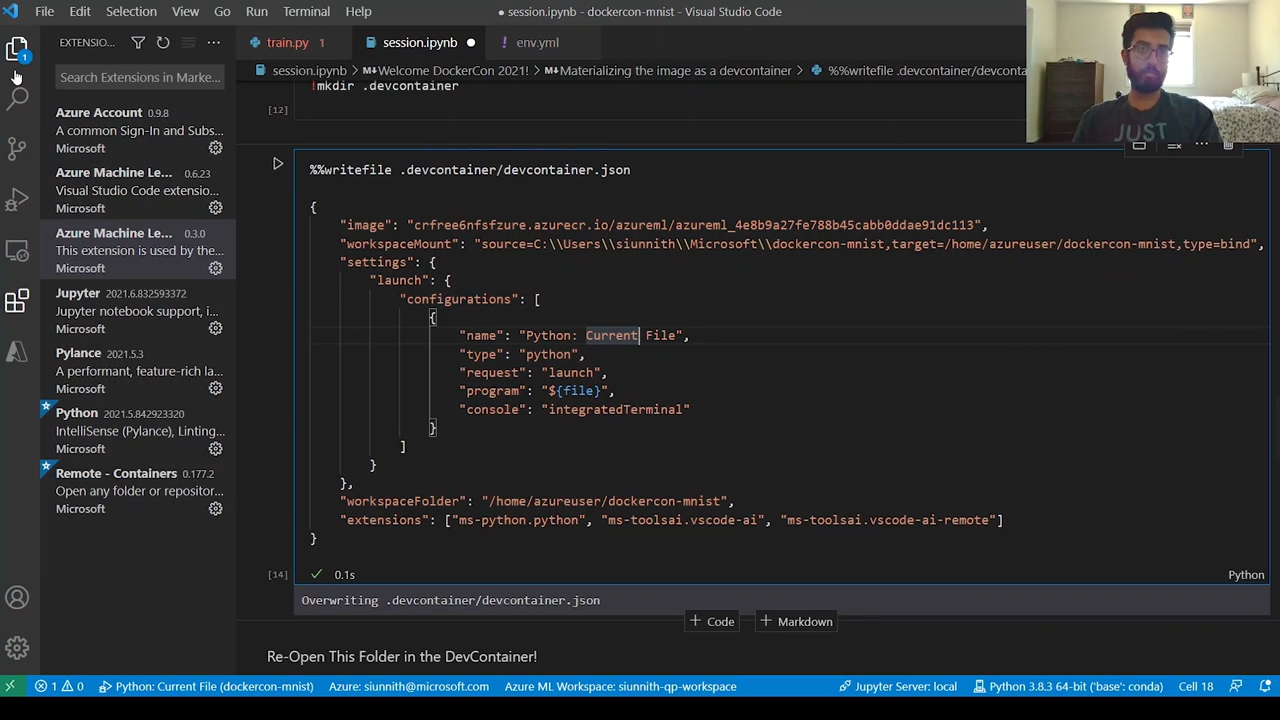 File Edit Selection View Go Run Terminal Help
session.ipynb - dockercon-mnist - Visual Studio Code
EXTENSIO...
train.py 1
session.ipynb
env.yml
1
Search Extensions in Marke...
session.ipynb > Welcome DockerCon 2021! > Materializing the image as a devcontainer > %%writefile .devcontainer/devconta
!mkdir .devcontainer
[12]
JUST
Azure Account 0.9.8
A common Sign-In and Subs...
Microsoft
Azure Machine Le... 0.6.23
Visual Studio Code extensio...
Microsoft
Azure Machine Le... 0.3.0
This extension is used by the...
Microsoft
Jupyter 2021.6.832593372
Jupyter notebook support, i...
Microsoft
Pylance 2021.5.3
A performant, feature-rich la...
Microsoft
Python 2021.5.842923320
IntelliSense (Pylance), Linting...
Microsoft
Remote - Containers 0.177.2
Open any folder or repositor...
Microsoft
%%writefile .devcontainer/devcontainer.json
{
"image": "crfree6nfsfzure.azurecr.io/azureml/azureml_4e8b9a27fe788b45cabb0ddae91dc113",
"workspaceMount": "source=C:\\Users\\siunnith\\Microsoft\\dockercon-mnist,target=/home/azureuser/dockercon-mnist,type=bind",
"settings": {
"launch": {
"configurations": [
{
"name": "Python: Current File",
"type": "python",
"request": "launch",
"program": "${file}",
"console": "integratedTerminal"
}
]
}
},
"workspaceFolder": "/home/azureuser/dockercon-mnist",
"extensions": ["ms-python.python", "ms-toolsai.vscode-ai", "ms-toolsai.vscode-ai-remote"]
}
[14] 0.1s Python
Overwriting .devcontainer/devcontainer.json
+ Code + Markdown
Re-Open This Folder in the DevContainer!
1 0 Python: Current File (dockercon-mnist) Azure: siunnith@microsoft.com Azure ML Workspace: siunnith-qp-workspace Jupyter Server: local Python 3.8.3 64-bit ('base': conda) Cell 18